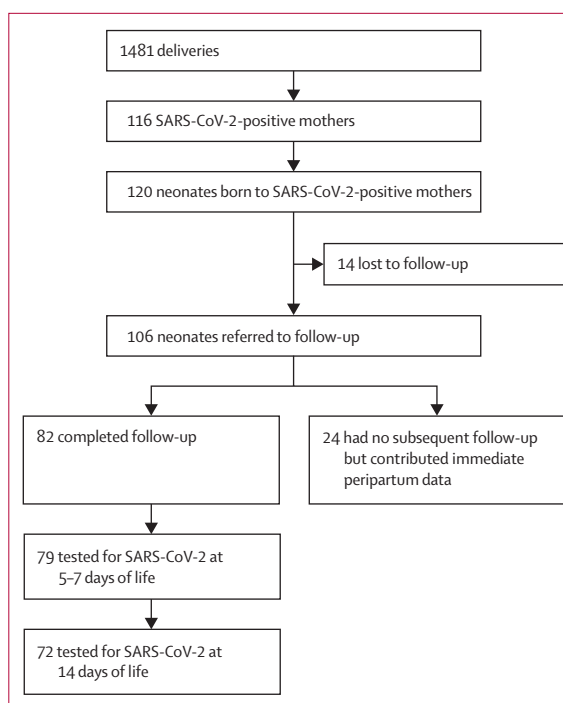 1481 deliveries
116 SARS-CoV-2-positive mothers
120 neonates born to SARS-CoV-2-positive mothers
14 lost to follow-up
106 neonates referred to follow-up
82 completed follow-up
24 had no subsequent follow-up
but contributed immediate
peripartum data
79 tested for SARS-CoV-2 at
5–7 days of life
72 tested for SARS-CoV-2 at
14 days of life